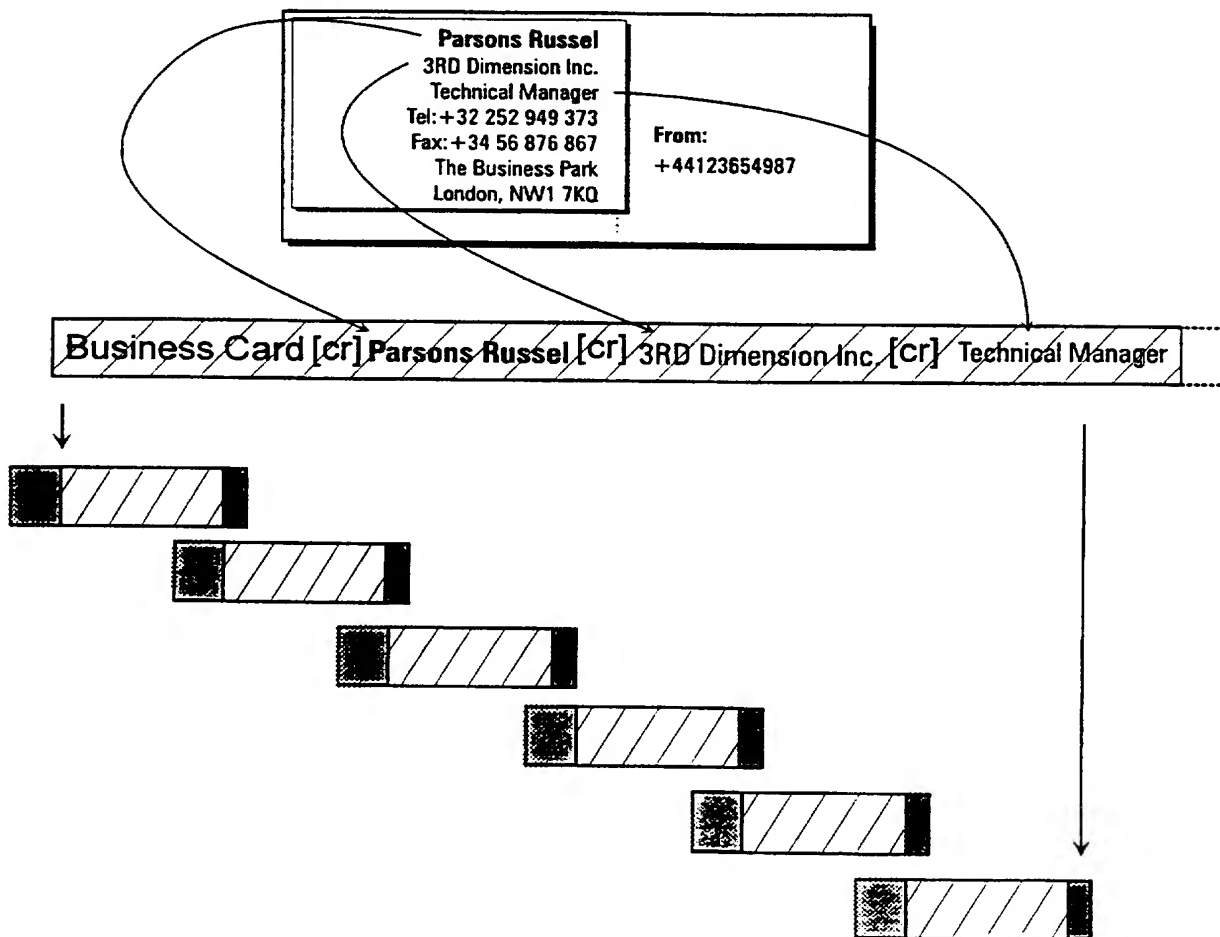 Parsons Russel
3RD Dimension Inc.
Technical Manager
Tel:+32 252 949 373
Fax:+34 56 876 867
The Business Park
London, NW1 7KQ
From:
+44123654987
Business Card [cr] Parsons Russel [cr] 3RD Dimension Inc. [cr] Technical Manager